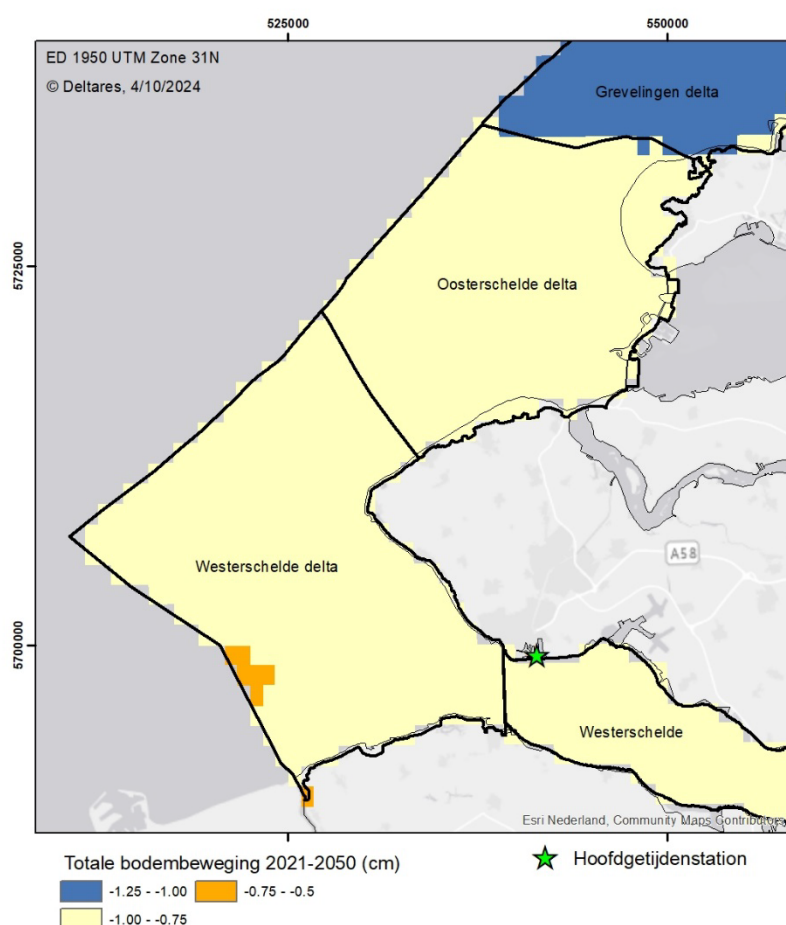 525000
550000
ED 1950 UTM Zone 31N
© Deltares, 4/10/2024
Grevelingen delta
5725000
Oosterschelde delta
A58
Westerschelde delta
5700000
Westerschelde
Esri Nederland, Community Maps Contributors
Totale bodembeweging 2021-2050 (cm)
Hoofdgetijdenstation
-1.25 - -1.00
-0.75 - -0.5
-1.00 - -0.75